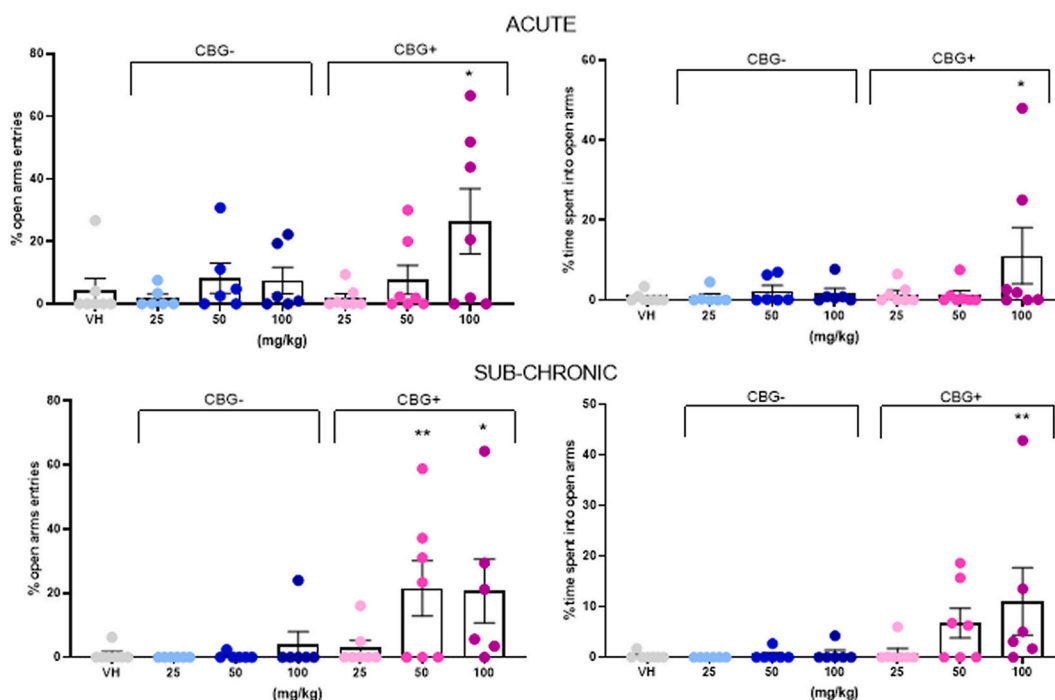 ACUTE
CBG-
CBG+
*
% open arms entries
80
60
40
20
0
VH
25
50
100
25
50
100
(mg/kg)
CBG-
CBG+
*
% time spent into open arms
60
40
20
0
VH
25
50
100
25
50
100
(mg/kg)
SUB-CHRONIC
CBG-
CBG+
**
*
% open arms entries
80
60
40
20
0
VH
25
50
100
25
50
100
(mg/kg)
CBG-
CBG+
**
% time spent into open arms
50
40
30
20
10
0
VH
25
50
100
25
50
100
(mg/kg)